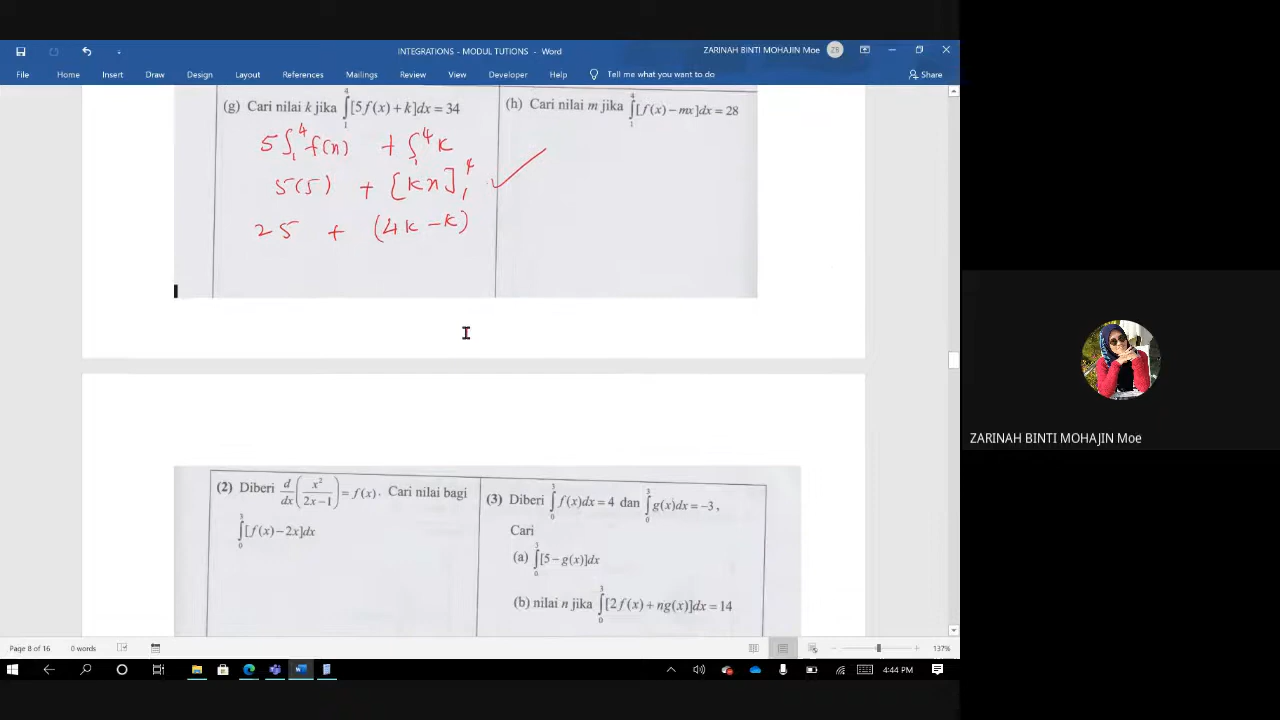 INTEGRATIONS - MODUL TUTIONS - Word
ZARINAH BINTI MOHAJIN Moe
ZB
File Home Insert Draw Design Layout References Mailings Review View Developer Help Tell me what you want to do Share
(g) Cari nilai k jika ∫₁⁴[5f(x)+k]dx = 34
5∫₁⁴ f(x) + ∫₁⁴ k
5(5) + [kx]₁⁴ ✓
25 + (4k - k)
(h) Cari nilai m jika ∫₁⁴[f(x)−mx]dx = 28
(2) Diberi d/dx(x²/2x−1) = f(x). Cari nilai bagi
∫₀³[f(x)−2x]dx
(3) Diberi ∫₀³f(x)dx = 4 dan ∫₀³g(x)dx = −3,
Cari
(a) ∫₀³[5−g(x)]dx
(b) nilai n jika ∫₀³[2f(x)+ng(x)]dx = 14
ZARINAH BINTI MOHAJIN Moe
Page 8 of 16 0 words
137%
4:44 PM